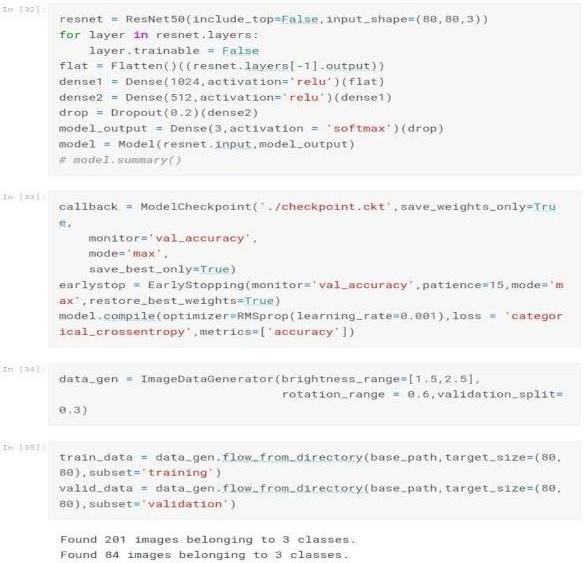 In [32]:
resnet = ResNet50(include_top=False,input_shape=(80,80,3))
for layer in resnet.layers:
    layer.trainable = False
flat = Flatten()((resnet.layers[-1].output))
dense1 = Dense(1024,activation='relu')(flat)
dense2 = Dense(512,activation='relu')(dense1)
drop = Dropout(0.2)(dense2)
model_output = Dense(3,activation = 'softmax')(drop)
model = Model(resnet.input,model_output)
# model.summary()
In [33]:
callback = ModelCheckpoint('./checkpoint.ckt',save_weights_only=Tru
e,
    monitor='val_accuracy',
    mode='max',
    save_best_only=True)
earlystop = EarlyStopping(monitor='val_accuracy',patience=15,mode='m
ax',restore_best_weights=True)
model.compile(optimizer=RMSprop(learning_rate=0.001),loss = 'categor
ical_crossentropy',metrics=['accuracy'])
In [34]:
data_gen = ImageDataGenerator(brightness_range=[1.5,2.5],
                              rotation_range = 0.6,validation_split=
0.3)
In [35]:
train_data = data_gen.flow_from_directory(base_path,target_size=(80,
80),subset='training')
valid_data = data_gen.flow_from_directory(base_path,target_size=(80,
80),subset='validation')
Found 201 images belonging to 3 classes.
Found 84 images belonging to 3 classes.